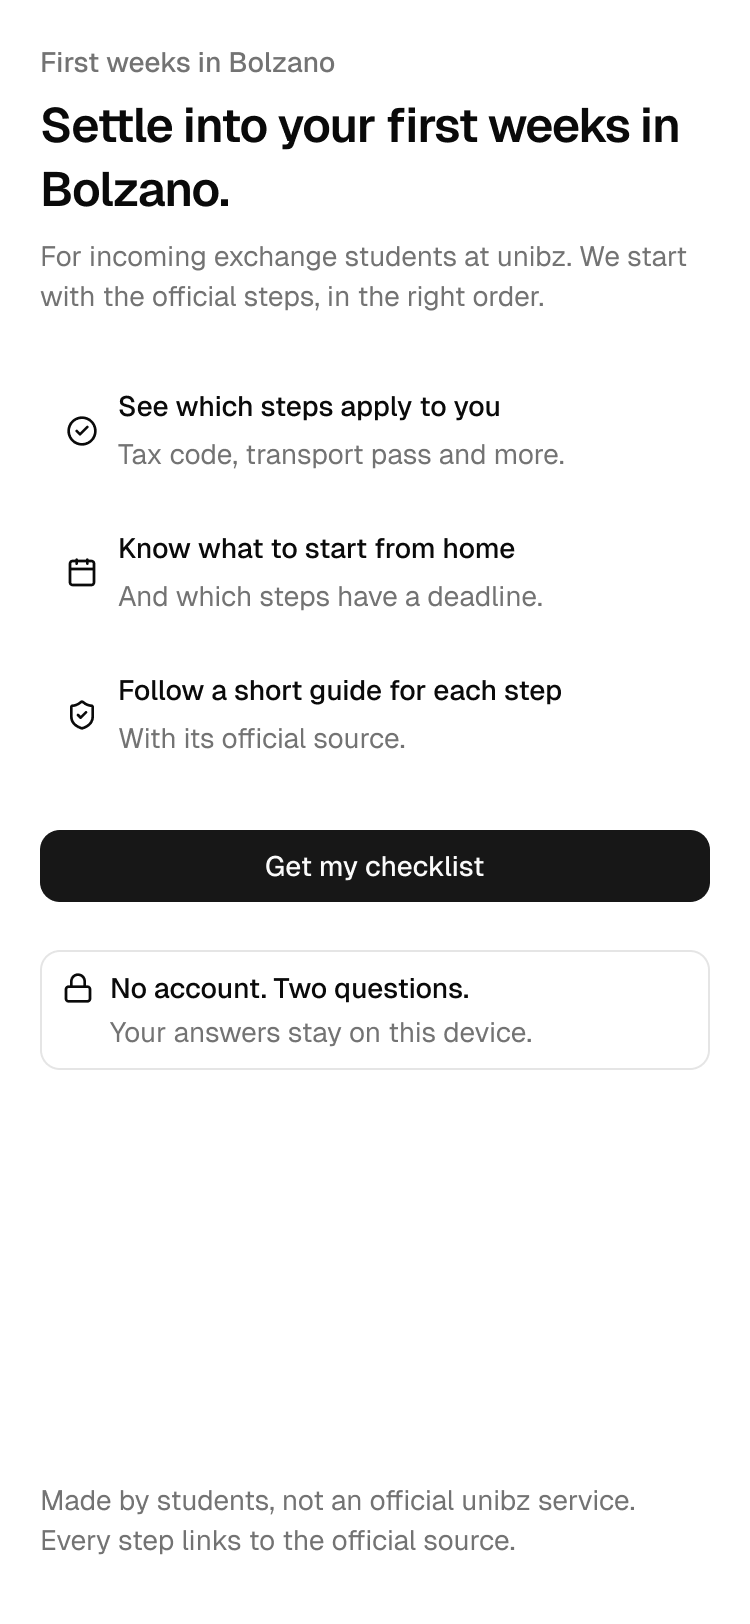 First weeks in Bolzano
Settle into your first weeks in
Bolzano.
For incoming exchange students at unibz. We start
with the official steps, in the right order.
See which steps apply to you
Tax code, transport pass and more.
Know what to start from home
And which steps have a deadline.
Follow a short guide for each step
With its official source.
Get my checklist
No account. Two questions.
Your answers stay on this device.
Made by students, not an official unibz service.
Every step links to the official source.